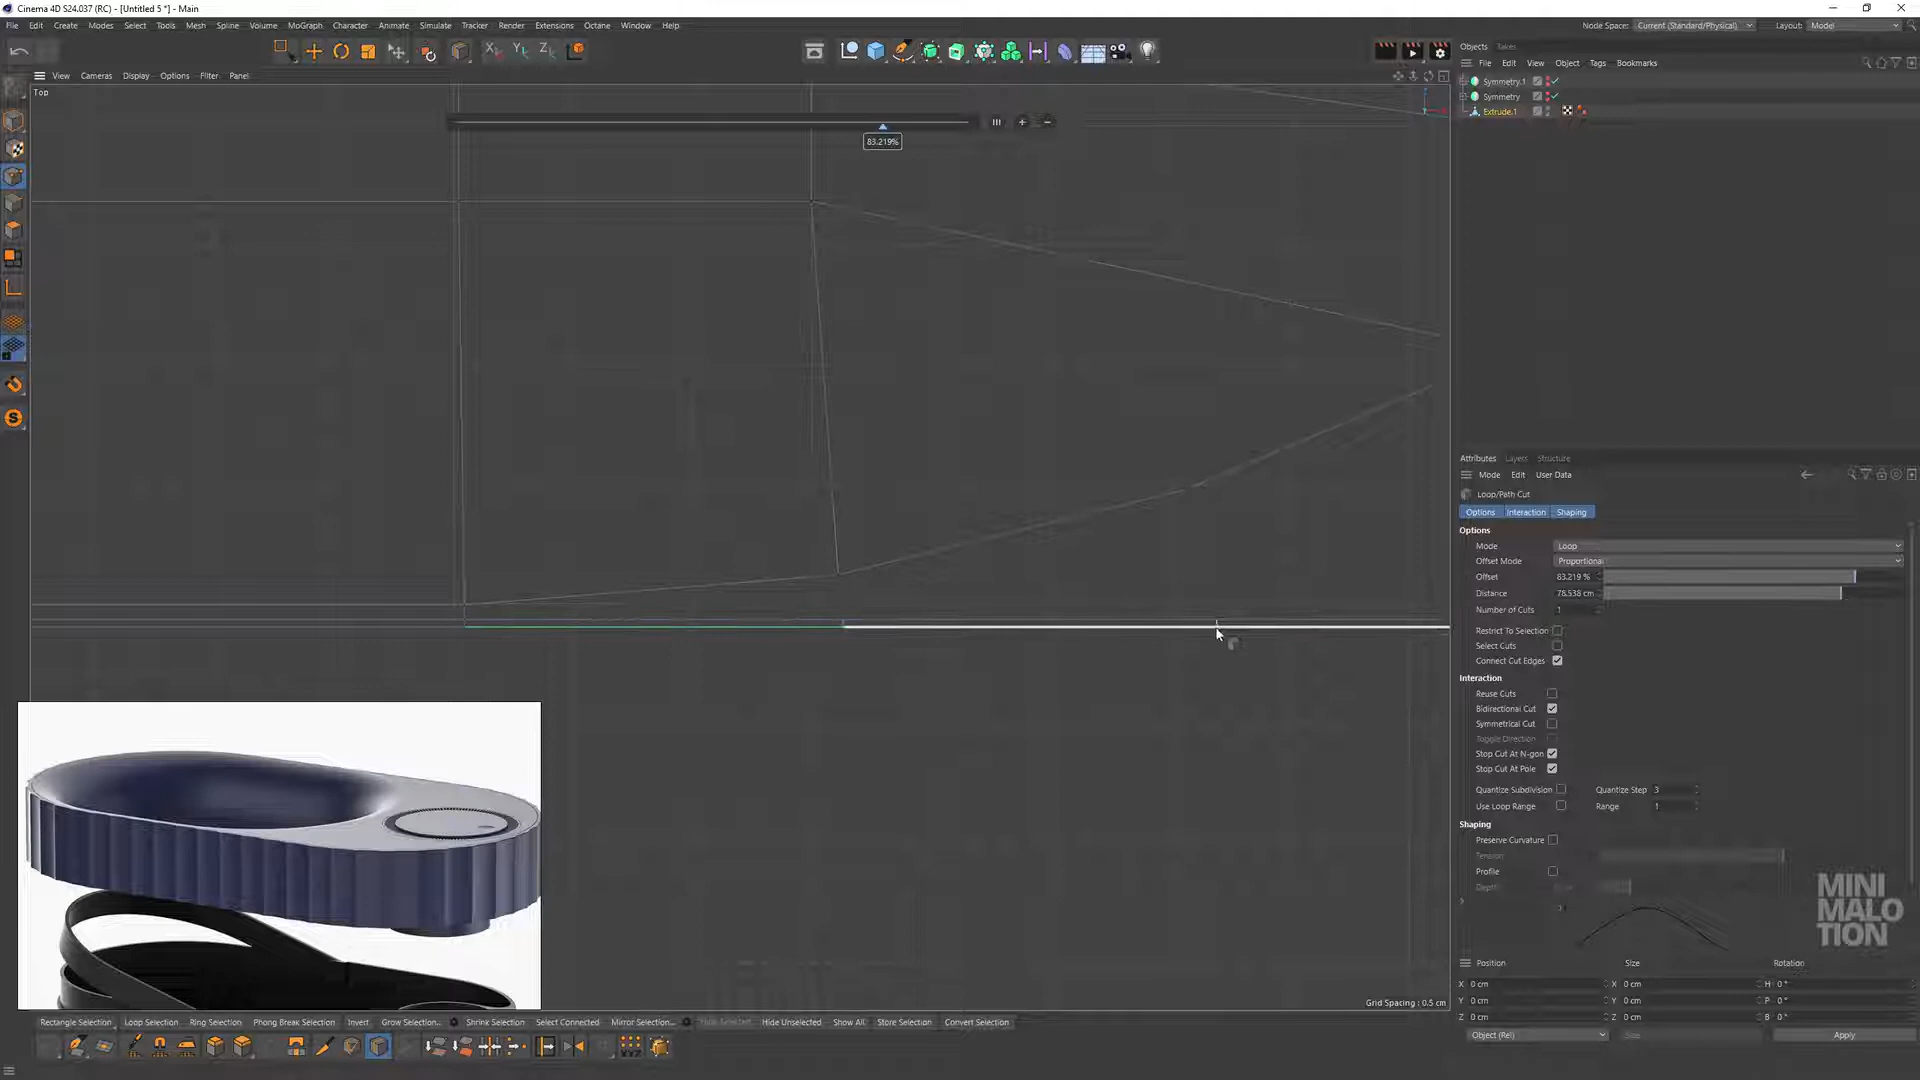 Cinema 4D S24.037 (RC) - [Untitled 5 *] - Main
File Edit Create Modes Select Tools Mesh Spline Volume MoGraph Character Animate Simulate Tracker Render Extensions Octane Window Help
Node Space: Current (Standard/Physical) Layout: Model
Objects Takes
File Edit View Object Tags Bookmarks
View Cameras Display Options Filter Panel
Symmetry.1
Symmetry
Extrude.1
Top
83.219%
Attributes Layers Structure
Mode Edit User Data
Loop/Path Cut
Options Interaction Shaping
Options
Mode Loop
Offset Mode Proportional
Offset 83.219 %
Distance 78.538 cm
Number of Cuts 1
Restrict To Selection
Select Cuts
Connect Cut Edges
Interaction
Reuse Cuts
Bidirectional Cut
Symmetrical Cut
Toggle Direction
Stop Cut At N-gon
Stop Cut At Pole
Quantize Subdivision Quantize Step 3
Use Loop Range Range 1
Shaping
Preserve Curvature
Tension
Profile
Depth
MINI
MALO
TION
Position Size Rotation
X 0 cm X 0 cm H 0 °
Y 0 cm Y 0 cm P 0 °
Z 0 cm Z 0 cm B 0 °
Object (Rel) Size Apply
Grid Spacing : 0.5 cm
Rectangle Selection Loop Selection Ring Selection Phong Break Selection Invert Grow Selection... Shrink Selection Select Connected Mirror Selection... Hide Selected Hide Unselected Show All Store Selection Convert Selection